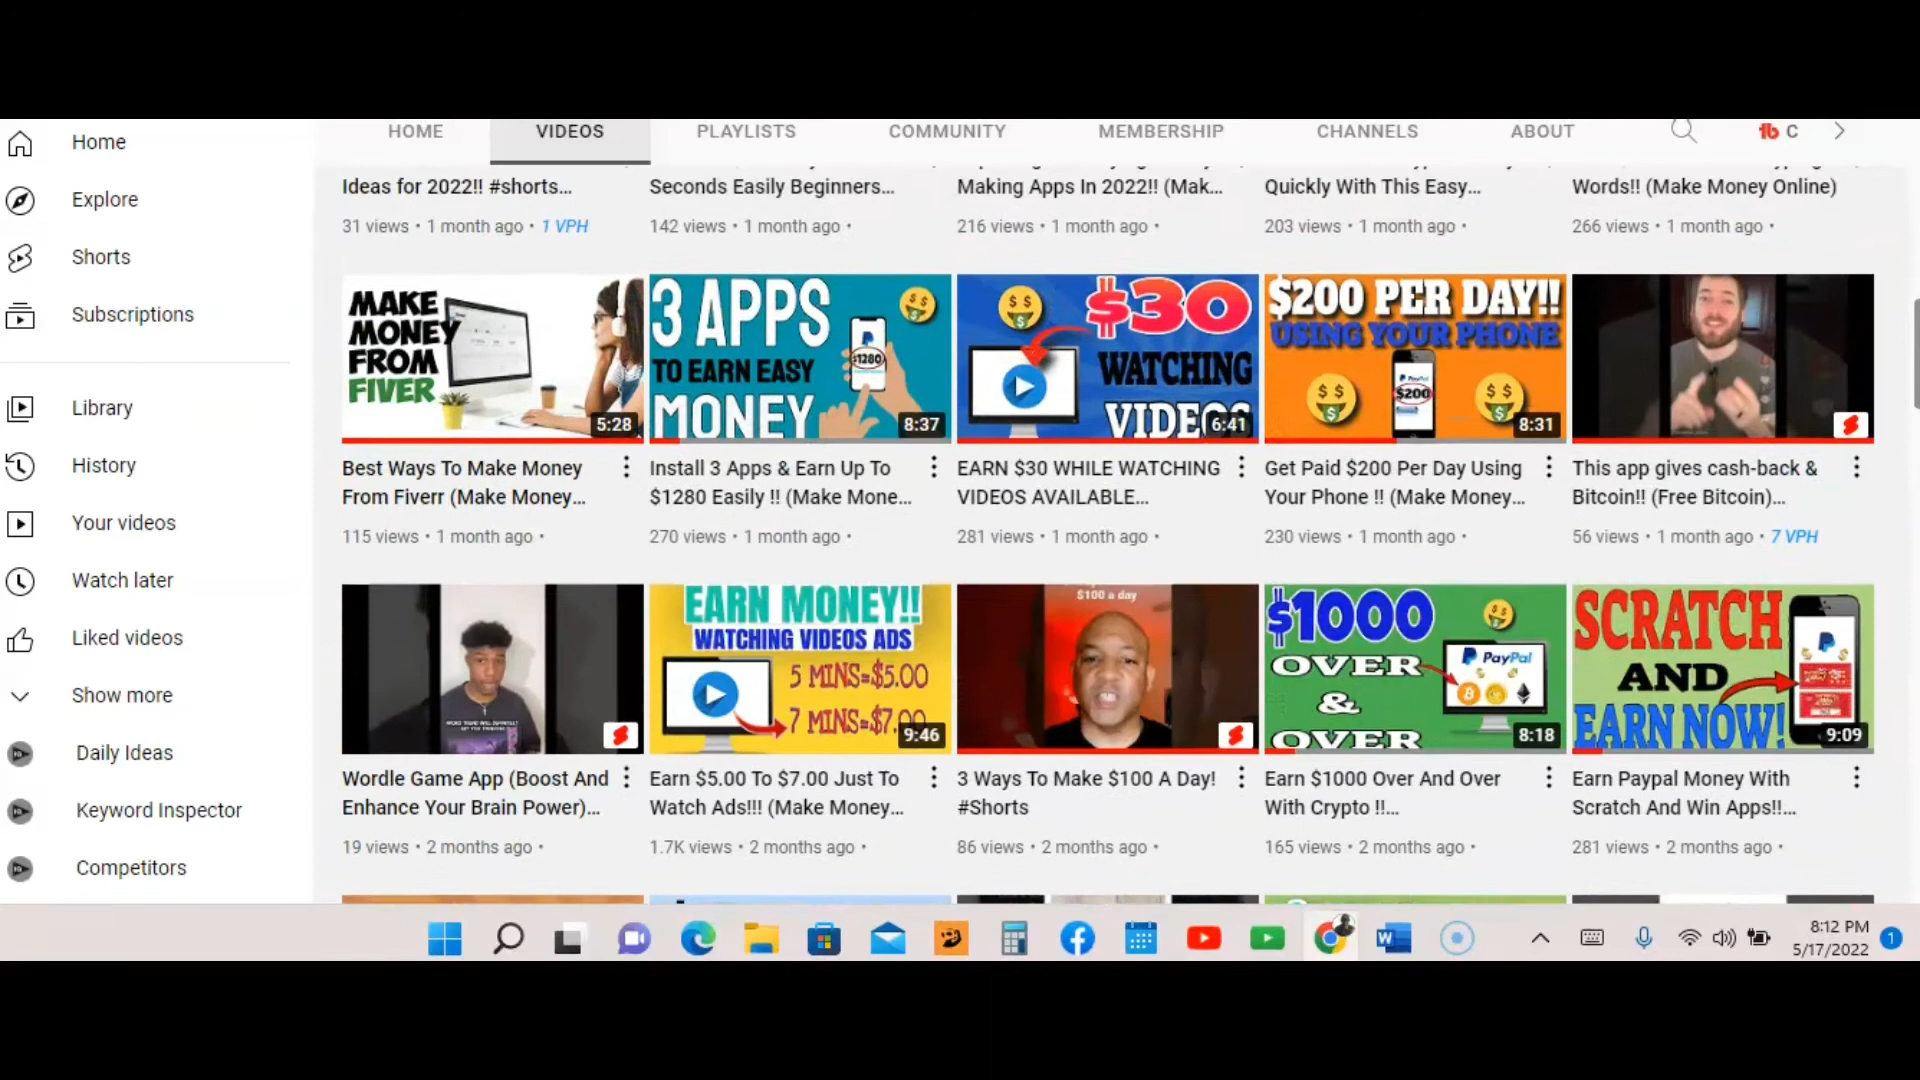 HOME VIDEOS PLAYLISTS COMMUNITY MEMBERSHIP CHANNELS ABOUT C
Home
Explore
Shorts
Subscriptions
Library
History
Your videos
Watch later
Liked videos
Show more
Daily Ideas
Keyword Inspector
Competitors
Ideas for 2022!! #shorts...
31 views • 1 month ago • 1 VPH
Seconds Easily Beginners...
142 views • 1 month ago •
Making Apps In 2022!! (Mak...
216 views • 1 month ago •
Quickly With This Easy...
203 views • 1 month ago •
Words!! (Make Money Online)
266 views • 1 month ago •
MAKE
MONEY
FROM
FIVER
5:28
Best Ways To Make Money
From Fiverr (Make Money...
115 views • 1 month ago •
3 APPS
TO EARN EASY
MONEY
$1280
8:37
Install 3 Apps & Earn Up To
$1280 Easily !! (Make Mone...
270 views • 1 month ago •
$30
WATCHING
VIDEOS
6:41
EARN $30 WHILE WATCHING
VIDEOS AVAILABLE...
281 views • 1 month ago •
$200 PER DAY!!
USING YOUR PHONE
PayPal
$200
8:31
Get Paid $200 Per Day Using
Your Phone !! (Make Money...
230 views • 1 month ago •
This app gives cash-back &
Bitcoin!! (Free Bitcoin)...
56 views • 1 month ago • 7 VPH
Wordle Game App (Boost And
Enhance Your Brain Power)...
19 views • 2 months ago •
EARN MONEY!!
WATCHING VIDEOS ADS
5 MINS=$5.00
7 MINS=$7.00
9:46
Earn $5.00 To $7.00 Just To
Watch Ads!!! (Make Money...
1.7K views • 2 months ago •
$100 a day
3 Ways To Make $100 A Day!
#Shorts
86 views • 2 months ago •
$1000
OVER
&
OVER
PayPal
8:18
Earn $1000 Over And Over
With Crypto !!...
165 views • 2 months ago •
SCRATCH
AND
EARN NOW!
9:09
Earn Paypal Money With
Scratch And Win Apps!!...
281 views • 2 months ago •
8:12 PM
5/17/2022
1